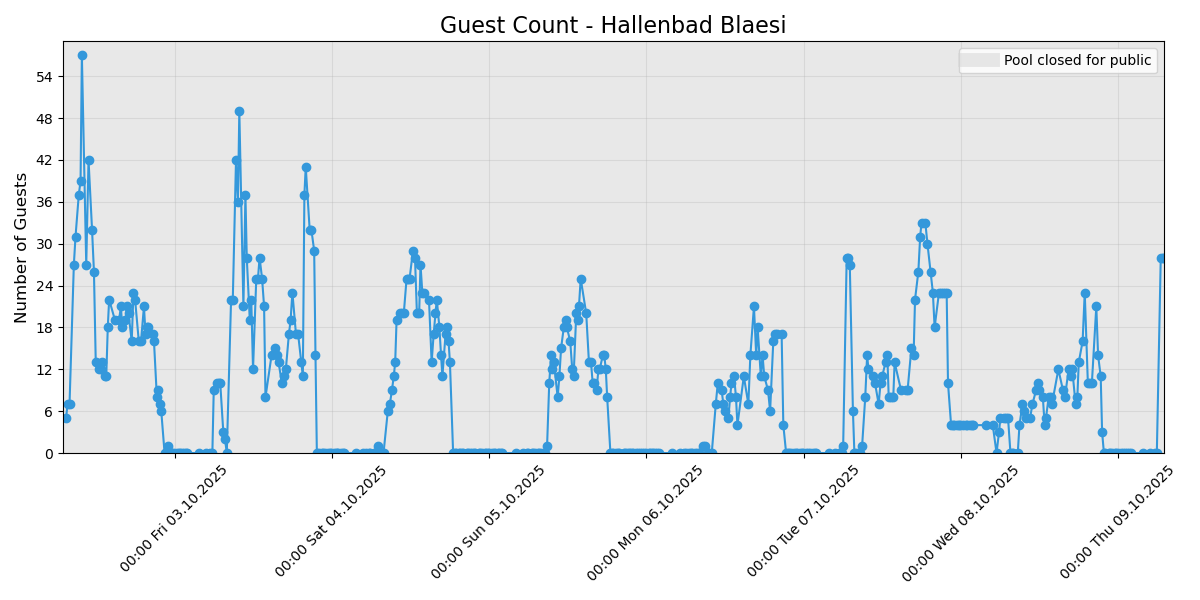 Guest Count - Hallenbad Blaesi
Pool closed for public
Number of Guests
54
48
42
36
30
24
18
12
6
0
00:00 Fri 03.10.2025
00:00 Sat 04.10.2025
00:00 Sun 05.10.2025
00:00 Mon 06.10.2025
00:00 Tue 07.10.2025
00:00 Wed 08.10.2025
00:00 Thu 09.10.2025